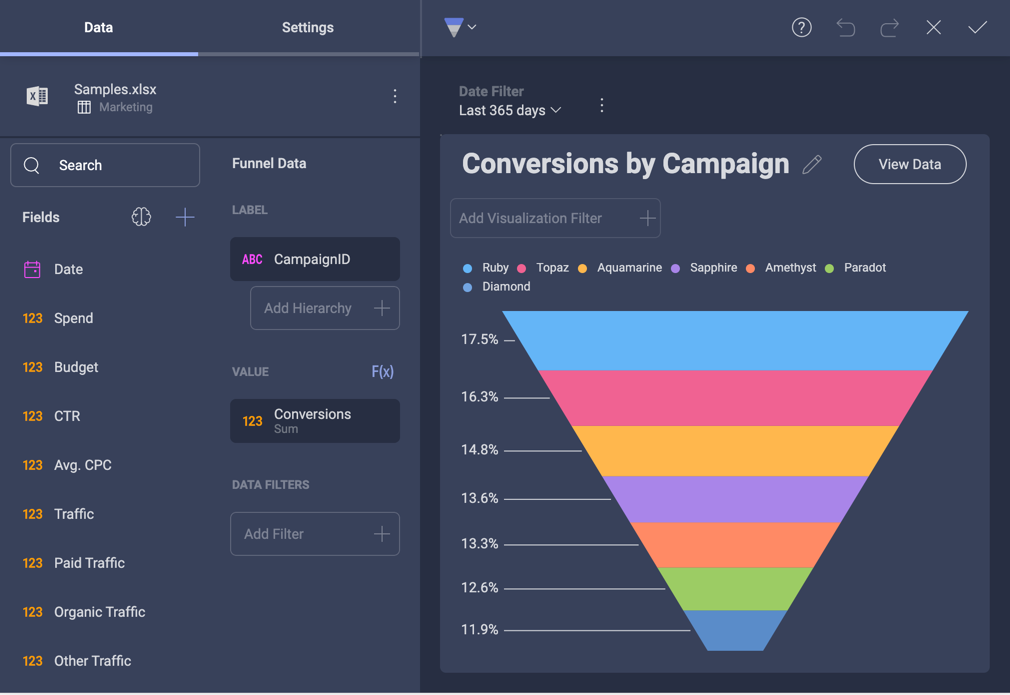 Data
Settings
Samples.xlsx
Marketing
Search
Fields
Date
123 Spend
123 Budget
123 CTR
123 Avg. CPC
123 Traffic
123 Paid Traffic
123 Organic Traffic
123 Other Traffic
Funnel Data
LABEL
ABC CampaignID
Add Hierarchy
VALUE F(x)
123 Conversions
Sum
DATA FILTERS
Add Filter
?
Date Filter
Last 365 days
Conversions by Campaign
View Data
Add Visualization Filter
Ruby Topaz Aquamarine Sapphire Amethyst Paradot
Diamond
17.5%
16.3%
14.8%
13.6%
13.3%
12.6%
11.9%